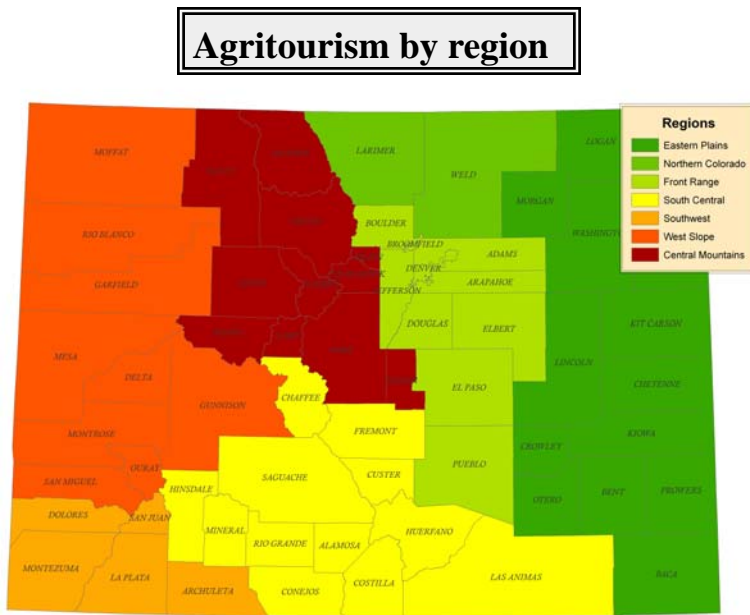 Agritourism by region
Regions
Eastern Plains
Northern Colorado
Front Range
South Central
Southwest
West Slope
Central Mountains
MOFFAT
LARIMER
WELD
LOGAN
MORGAN
WASHINGTON
RIO BLANCO
BOULDER
BROOMFIELD
DENVER
ADAMS
ARAPAHOE
GARFIELD
DOUGLAS
ELBERT
KIT CARSON
MESA
DELTA
LINCOLN
CHEYENNE
GUNNISON
CHAFFEE
EL PASO
MONTROSE
FREMONT
CROWLEY
KIOWA
OURAY
SAN MIGUEL
HINSDALE
SAGUACHE
CUSTER
PUEBLO
OTERO
BENT
PROWERS
DOLORES
SAN JUAN
MINERAL
RIO GRANDE
ALAMOSA
HUERFANO
MONTEZUMA
LA PLATA
ARCHULETA
CONEJOS
COSTILLA
LAS ANIMAS
BACA